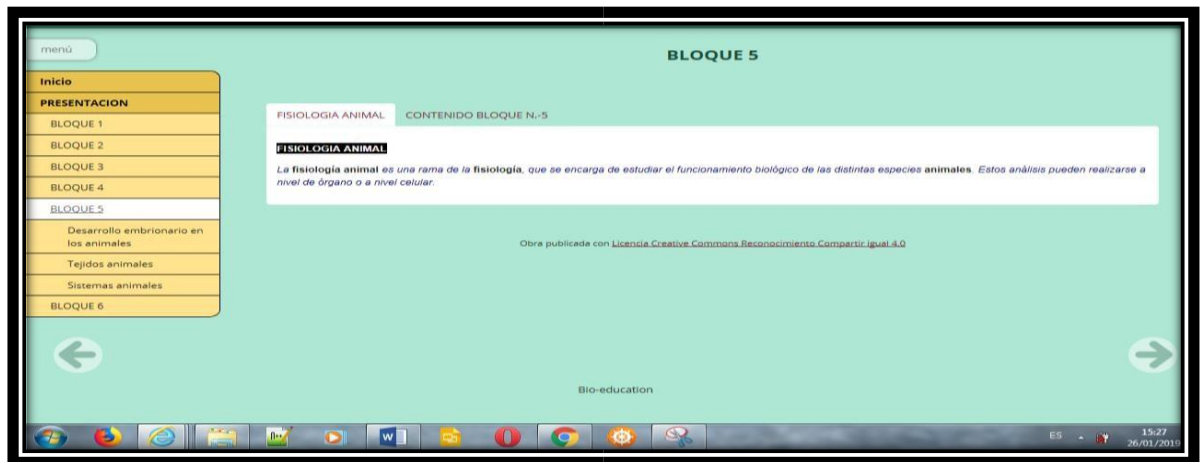 menú
BLOQUE 5
Inicio
PRESENTACION
BLOQUE 1
BLOQUE 2
BLOQUE 3
BLOQUE 4
BLOQUE 5
Desarrollo embrionario en
los animales
Tejidos animales
Sistemas animales
BLOQUE 6
FISIOLOGIA ANIMAL
CONTENIDO BLOQUE N.-5
FISIOLOGIA ANIMAL
La fisiología animal es una rama de la fisiología, que se encarga de estudiar el funcionamiento biológico de las distintas especies animales. Estos análisis pueden realizarse a
nivel de órgano o a nivel celular.
Obra publicada con Licencia Creative Commons Reconocimiento Compartir igual 4.0
Bio-education
ES
15:27
26/01/2019